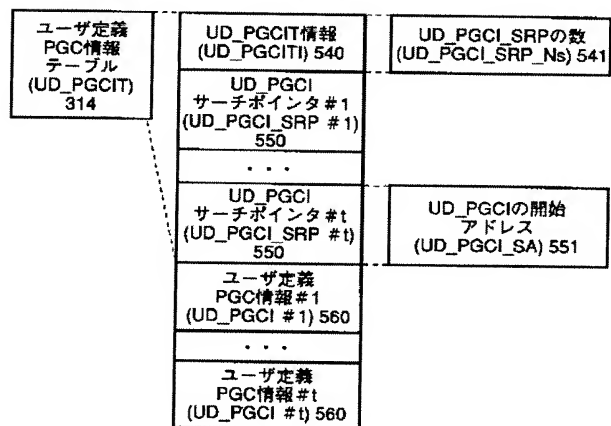 ユーザ定義
PGC情報
テーブル
(UD_PGCIT)
314
UD_PGCIT情報
(UD_PGCITI) 540
UD_PGCI
サーチポインタ#1
(UD_PGCI_SRP #1)
550
・・・
UD_PGCI
サーチポインタ#t
(UD_PGCI_SRP #t)
550
ユーザ定義
PGC情報#1
(UD_PGCI #1) 560
・・・
ユーザ定義
PGC情報#t
(UD_PGCI #t) 560
UD_PGCI_SRPの数
(UD_PGCI_SRP_Ns) 541
UD_PGCIの開始
アドレス
(UD_PGCI_SA) 551